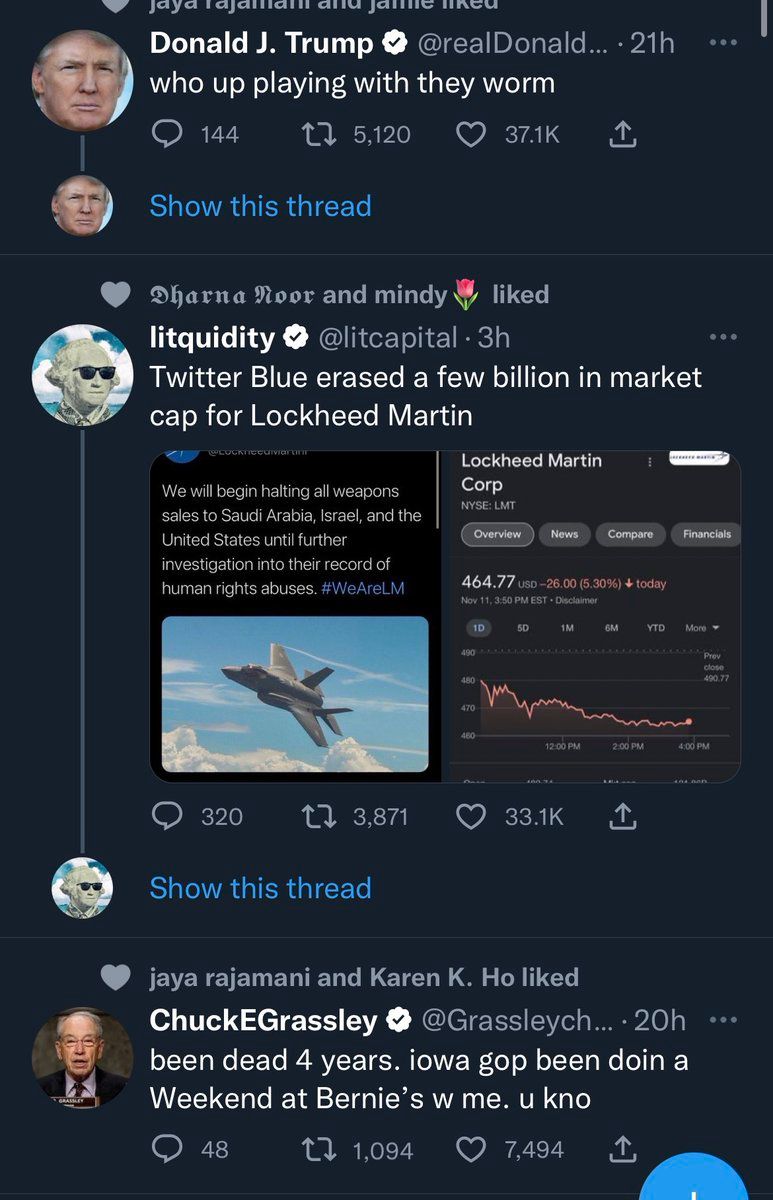 jaya rajamani and jamie liked
Donald J. Trump @realDonald... · 21h
who up playing with they worm
144 5,120 37.1K
Show this thread
𝕯𝖍𝖆𝖗𝖓𝖆 𝕹𝖔𝖔𝖗 and mindy🌷 liked
litquidity @litcapital · 3h
Twitter Blue erased a few billion in market
cap for Lockheed Martin
@LockheedMartini
We will begin halting all weapons
sales to Saudi Arabia, Israel, and the
United States until further
investigation into their record of
human rights abuses. #WeAreLM
Lockheed Martin
Corp
NYSE: LMT
Overview News Compare Financials
464.77 USD −26.00 (5.30%) ↓ today
Nov 11, 3:50 PM EST • Disclaimer
1D 5D 1M 6M YTD More
490
Prev
close
490.77
480
470
460
12:00 PM 2:00 PM 4:00 PM
320 3,871 33.1K
Show this thread
jaya rajamani and Karen K. Ho liked
ChuckEGrassley @Grassleych... · 20h
been dead 4 years. iowa gop been doin a
Weekend at Bernie’s w me. u kno
GRASSLEY
48 1,094 7,494